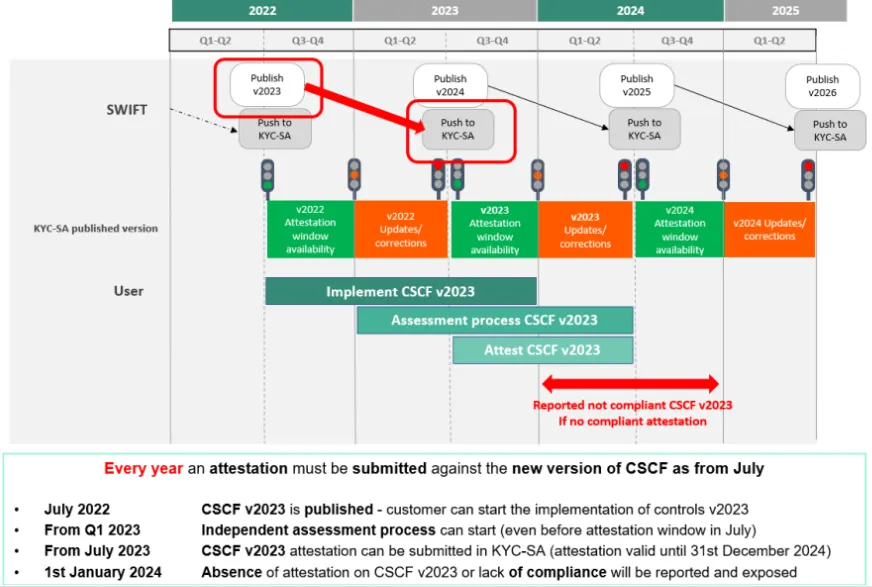 2022 2023 2024 2025
Q1-Q2 Q3-Q4 Q1-Q2 Q3-Q4 Q1-Q2 Q3-Q4 Q1-Q2
SWIFT
Publish
v2023
Push to
KYC-SA
Publish
v2024
Push to
KYC-SA
Publish
v2025
Push to
KYC-SA
Publish
v2026
Push to
KYC-SA
KYC-SA published version
v2022
Attestation
window
availability
v2022
Updates/
corrections
v2023
Attestation
window
availability
v2023
Updates/
corrections
v2024
Attestation
window
availability
v2024 Updates/
corrections
User
Implement CSCF v2023
Assessment process CSCF v2023
Attest CSCF v2023
Reported not compliant CSCF v2023
If no compliant attestation
Every year an attestation must be submitted against the new version of CSCF as from July
• July 2022 CSCF v2023 is published - customer can start the implementation of controls v2023
• From Q1 2023 Independent assessment process can start (even before attestation window in July)
• From July 2023 CSCF v2023 attestation can be submitted in KYC-SA (attestation valid until 31st December 2024)
• 1st January 2024 Absence of attestation on CSCF v2023 or lack of compliance will be reported and exposed